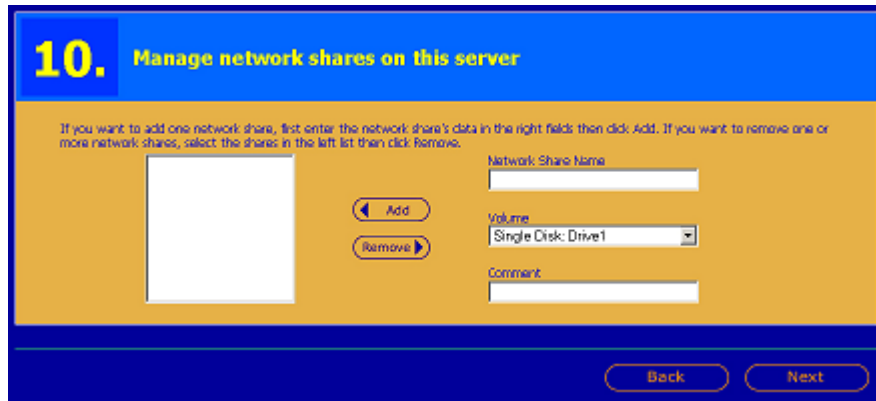 10. Manage network shares on this server
If you want to add one network share, first enter the network share's data in the right fields then click Add. If you want to remove one or
more network shares, select the shares in the left list then click Remove.
Network Share Name
Add
Volume
Single Disk: Drive1
Remove
Comment
Back Next